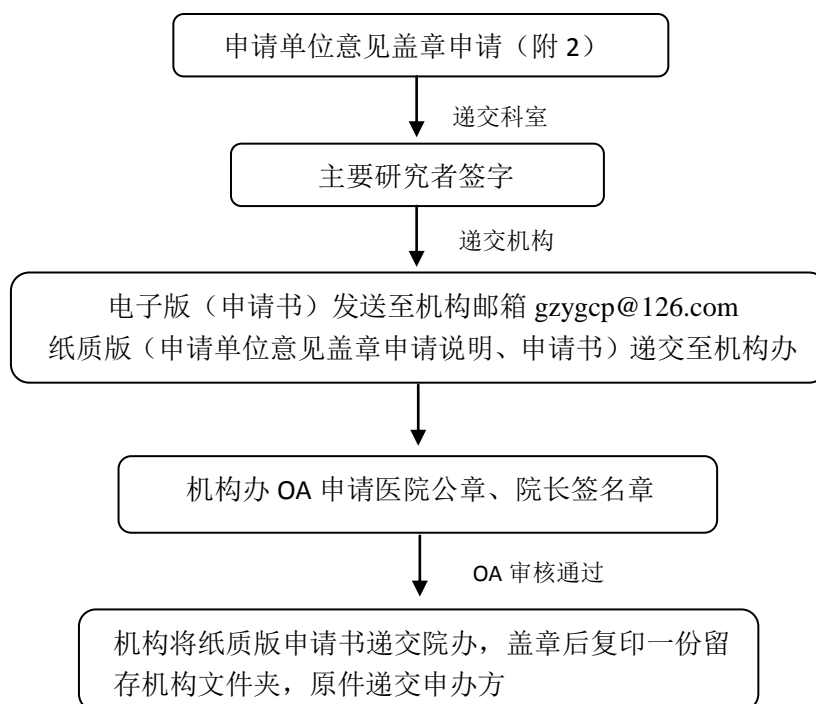 申请单位意见盖章申请（附 2）
递交科室
主要研究者签字
递交机构
电子版（申请书）发送至机构邮箱 gzygcp@126.com
纸质版（申请单位意见盖章申请说明、申请书）递交至机构办
机构办 OA 申请医院公章、院长签名章
OA 审核通过
机构将纸质版申请书递交院办，盖章后复印一份留
存机构文件夹，原件递交申办方